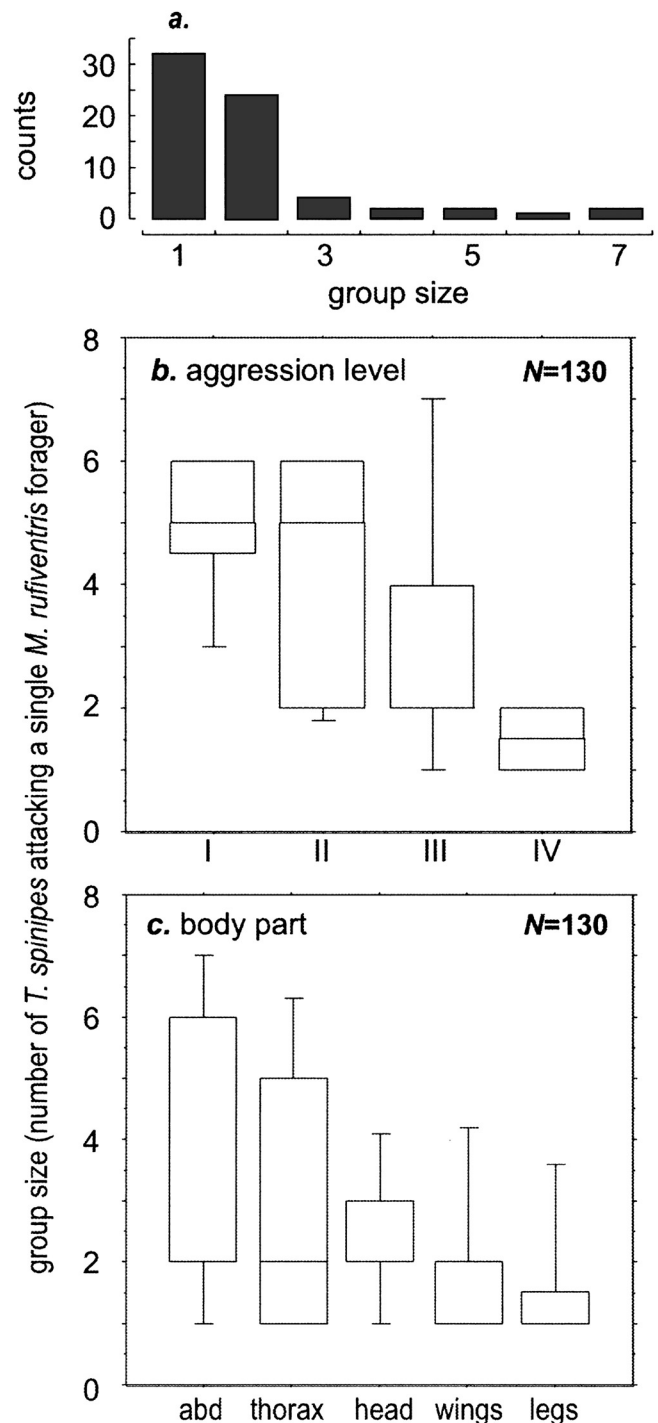 a.
30
20
10
0
counts
1 3 5 7
group size
8
6
4
2
0
b. aggression level N=130
I II III IV
group size (number of T. spinipes attacking a single M. rufiventris forager)
8
6
4
2
0
c. body part N=130
abd thorax head wings legs